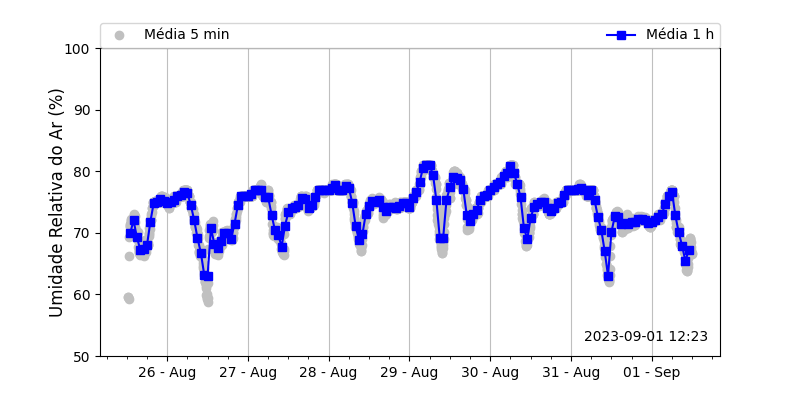 Média 5 min
Média 1 h
Umidade Relativa do Ar (%)
100
90
80
70
60
50
2023-09-01 12:23
26 - Aug
27 - Aug
28 - Aug
29 - Aug
30 - Aug
31 - Aug
01 - Sep